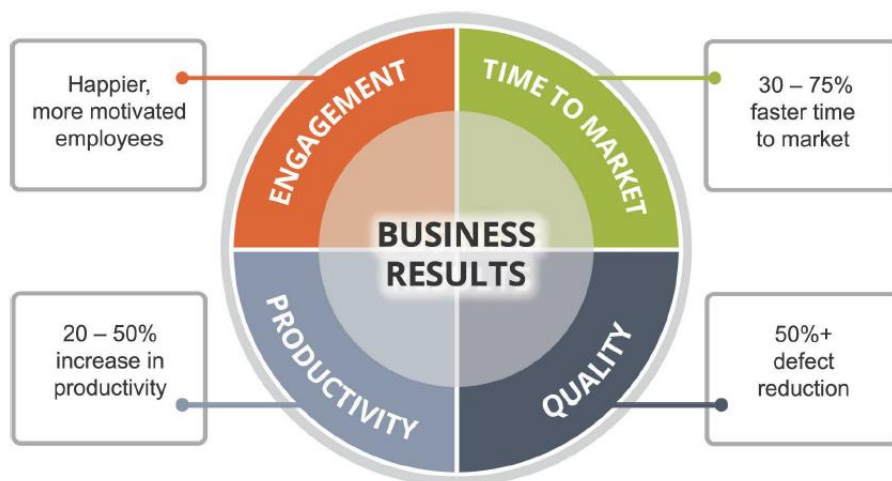 Happier,
more motivated
employees
ENGAGEMENT
TIME TO MARKET
30 – 75%
faster time
to market
BUSINESS
RESULTS
20 – 50%
increase in
productivity
PRODUCTIVITY
QUALITY
50%+
defect
reduction